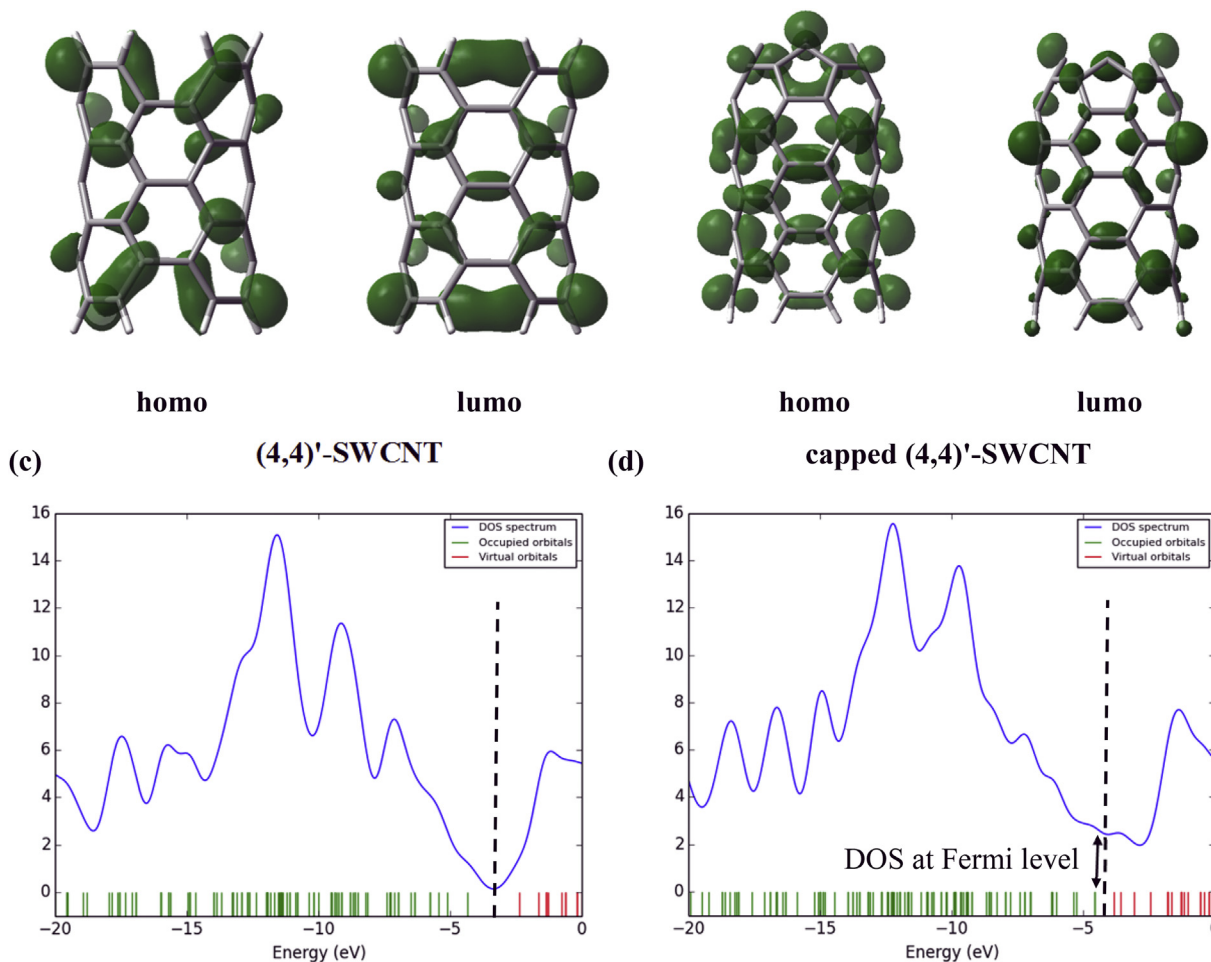 homo
lumo
homo
lumo
(c)
(4,4)'-SWCNT
(d)
capped (4,4)'-SWCNT
16
14
12
10
8
6
4
2
0
DOS spectrum
Occupied orbitals
Virtual orbitals
−20
−15
−10
−5
0
Energy (eV)
16
14
12
10
8
6
4
2
0
DOS spectrum
Occupied orbitals
Virtual orbitals
DOS at Fermi level
−20
−15
−10
−5
0
Energy (eV)